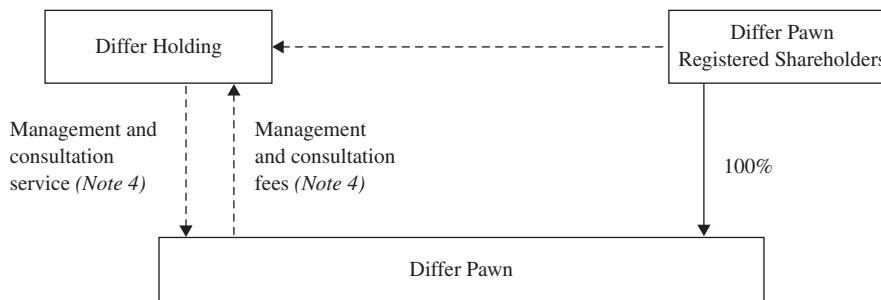 Differ Holding
Differ Pawn
Registered Shareholders
Management and
consultation
service (Note 4)
Management
and consultation
fees (Note 4)
100%
Differ Pawn